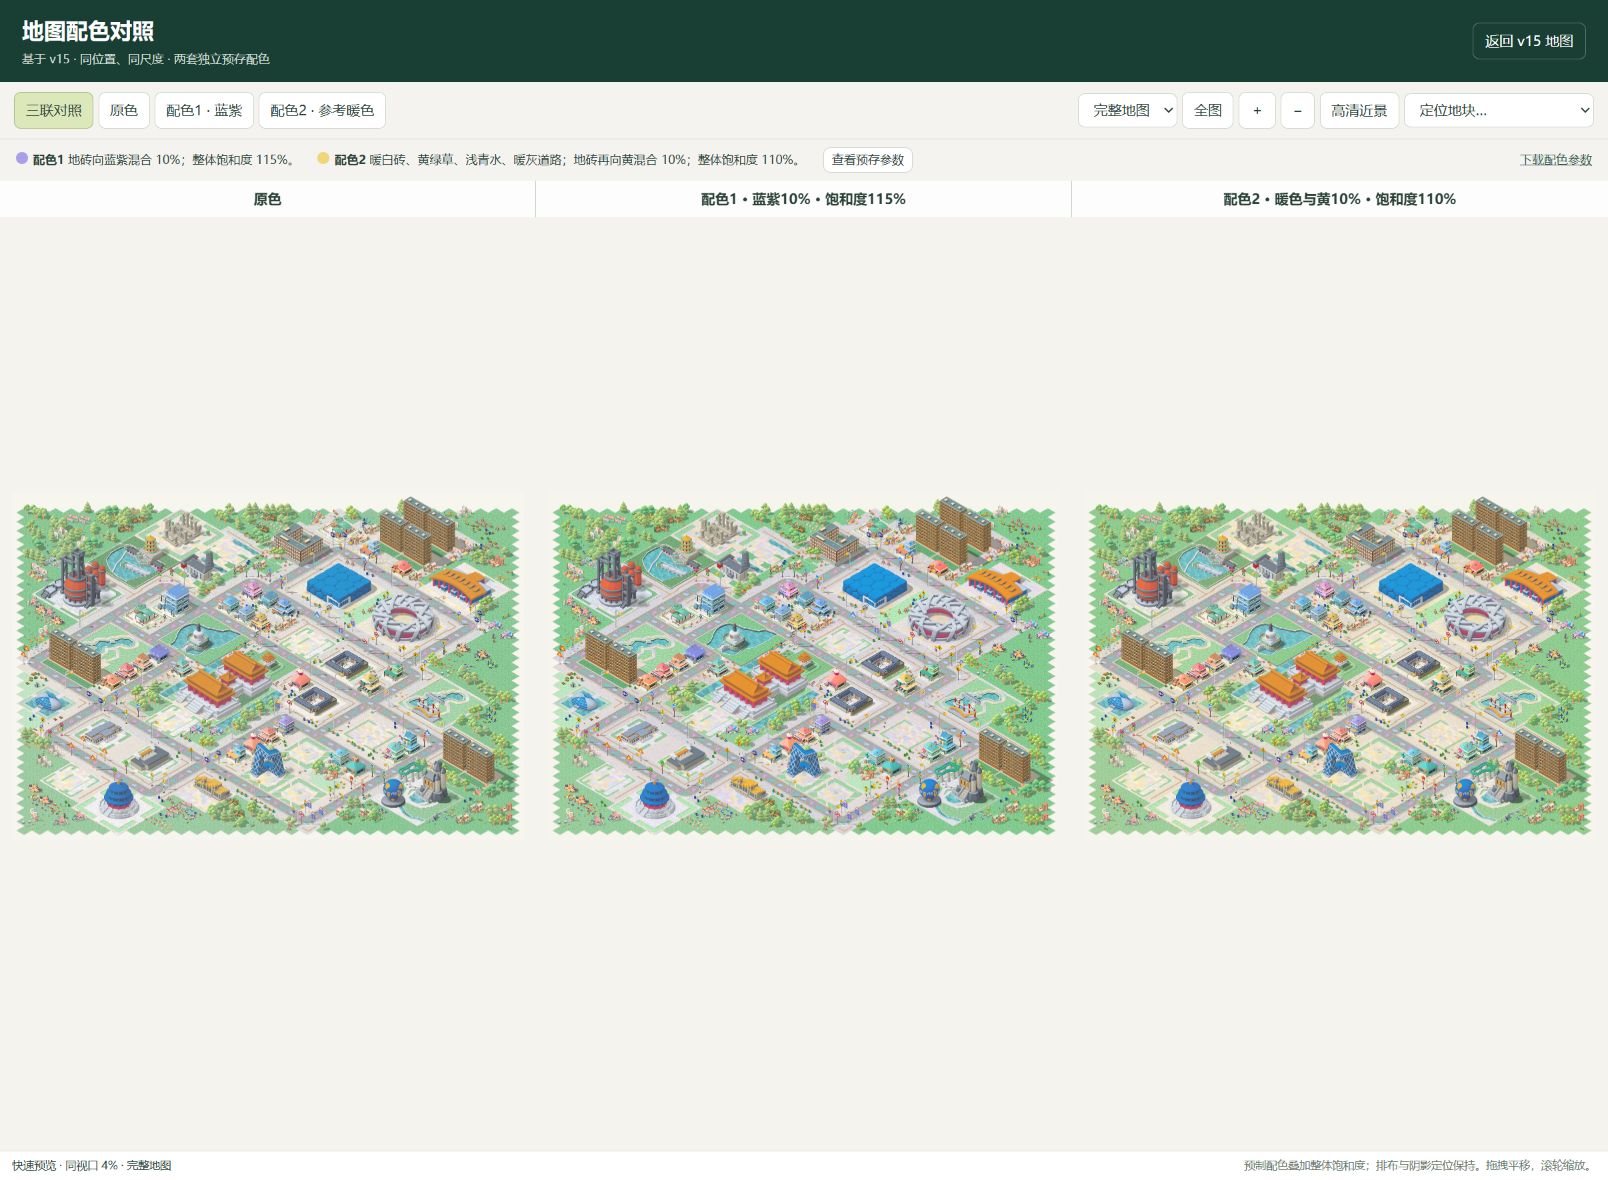 地图配色对照
基于 v15 · 同位置、同尺度 · 两套独立预存配色
返回 v15 地图
三联对照
原色
配色1 · 蓝紫
配色2 · 参考暖色
完整地图
全图
+
−
高清近景
定位地块...
配色1 地砖向蓝紫混合 10%；整体饱和度 115%。
配色2 暖白砖、黄绿草、浅青水、暖灰道路；地砖再向黄混合 10%；整体饱和度 110%。
查看预存参数
下载配色参数
原色
配色1 · 蓝紫10% · 饱和度115%
配色2 · 暖色与黄10% · 饱和度110%
快速预览 · 同视口 4% · 完整地图
预制配色叠加整体饱和度；排布与阴影定位保持。拖拽平移，滚轮缩放。